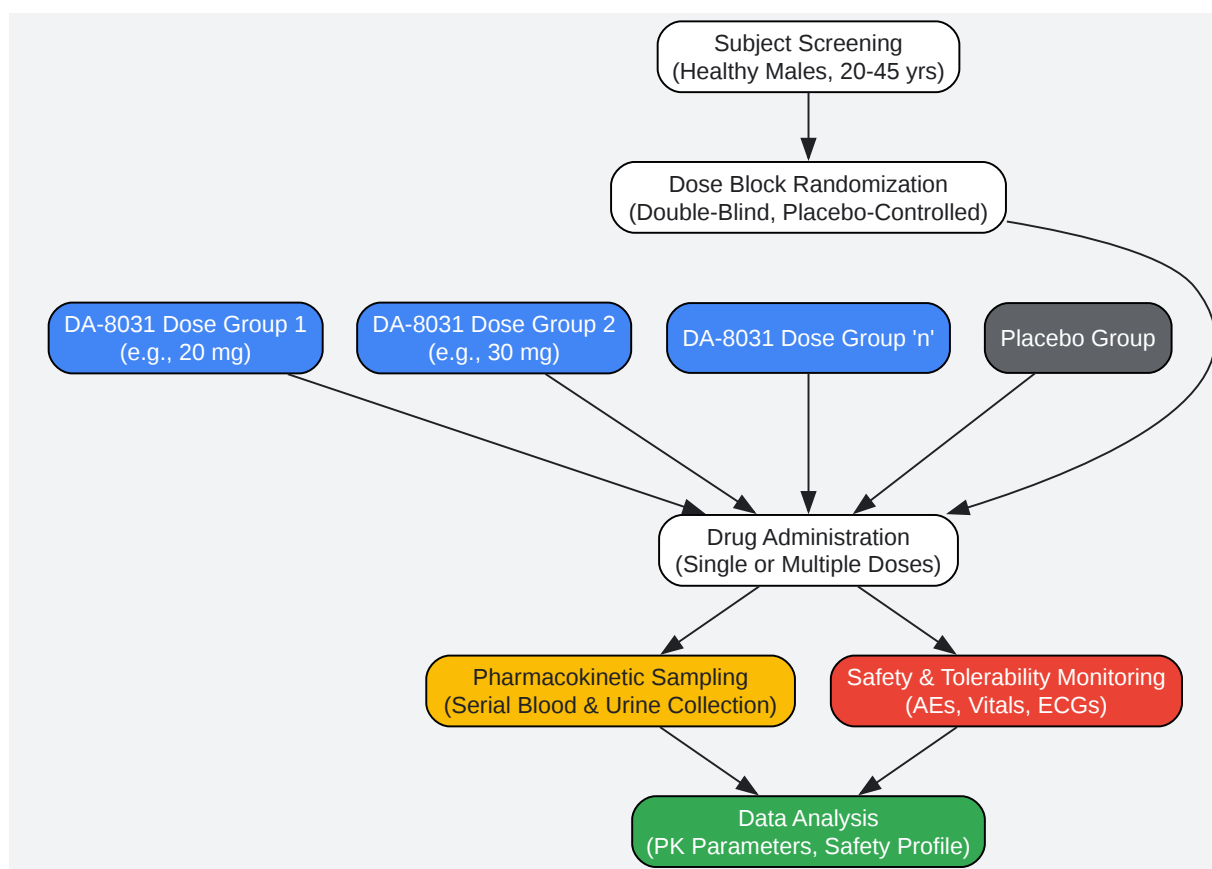 Subject Screening
(Healthy Males, 20-45 yrs)
Dose Block Randomization
(Double-Blind, Placebo-Controlled)
DA-8031 Dose Group 1
(e.g., 20 mg)
DA-8031 Dose Group 2
(e.g., 30 mg)
DA-8031 Dose Group 'n'
Placebo Group
Drug Administration
(Single or Multiple Doses)
Pharmacokinetic Sampling
(Serial Blood & Urine Collection)
Safety & Tolerability Monitoring
(AEs, Vitals, ECGs)
Data Analysis
(PK Parameters, Safety Profile)